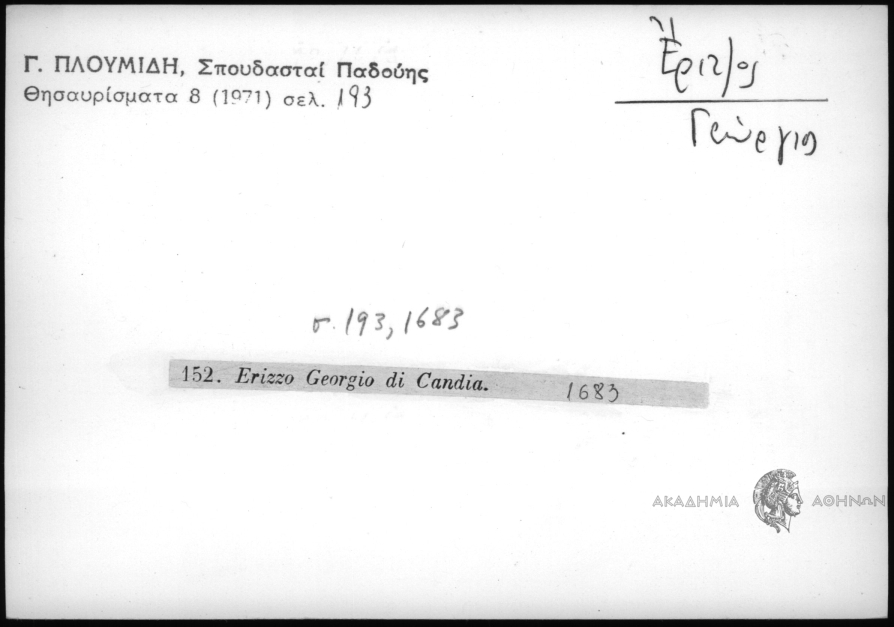 Γ. ΠΛΟΥΜΙΔΗ, Σπουδασταί Παδούης
Θησαυρίσματα 8 (1971) σελ. 193
Ἔριτζος
Γεώργιος
σ. 193, 1683
152. Erizzo Georgio di Candia. 1683
ΑΚΑΔΗΜΙΑ ΑΘΗΝΩΝ